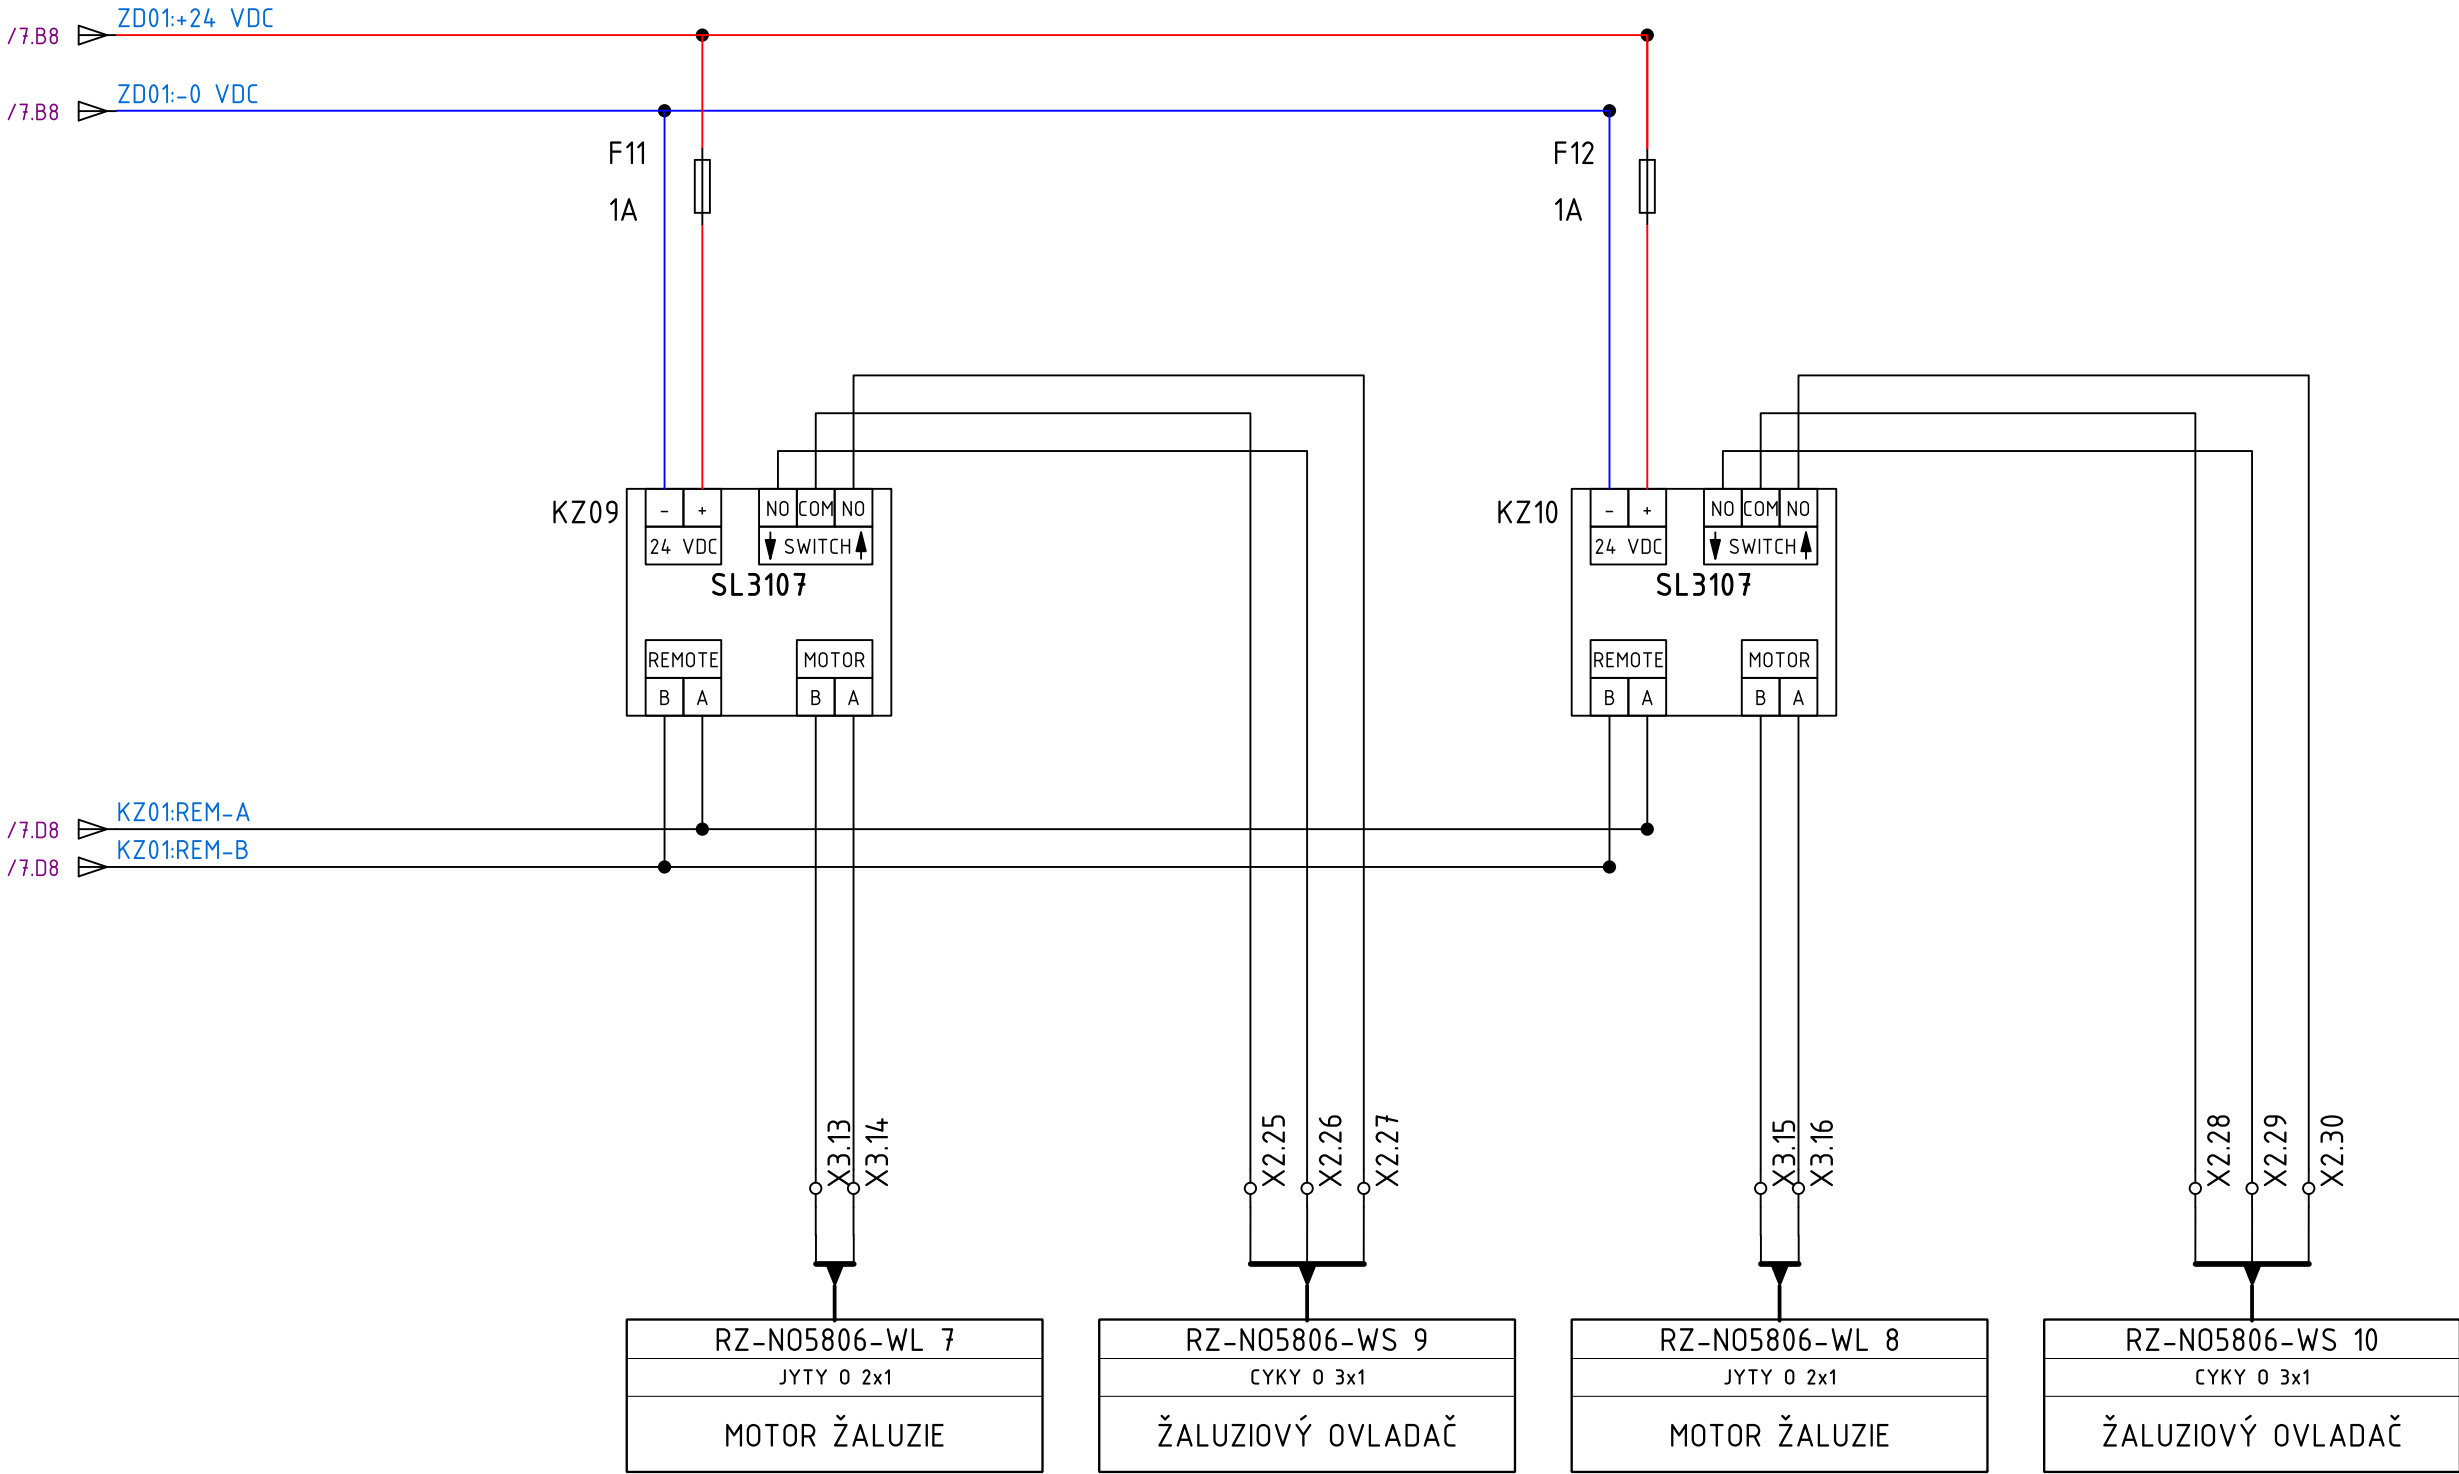 ZD01:+24 VDC
/7.B8
ZD01:-0 VDC
/7.B8
F11
1A
F12
1A
KZ09
- +
24 VDC
NO COM NO
SWITCH
SL3107
REMOTE
B A
MOTOR
B A
KZ10
- +
24 VDC
NO COM NO
SWITCH
SL3107
REMOTE
B A
MOTOR
B A
KZ01:REM-A
/7.D8
KZ01:REM-B
/7.D8
X3.13
X3.14
X2.25
X2.26
X2.27
X3.15
X3.16
X2.28
X2.29
X2.30
RZ-NO5806-WL 7
JYTY O 2x1
MOTOR ŽALUZIE
RZ-NO5806-WS 9
CYKY O 3x1
ŽALUZIOVÝ OVLADAČ
RZ-NO5806-WL 8
JYTY O 2x1
MOTOR ŽALUZIE
RZ-NO5806-WS 10
CYKY O 3x1
ŽALUZIOVÝ OVLADAČ